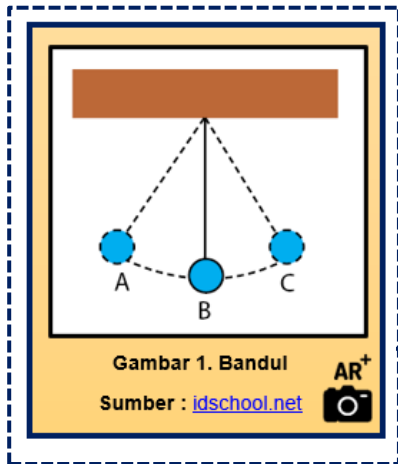 A
B
C
Gambar 1. Bandul
AR+
Sumber : idschool.net